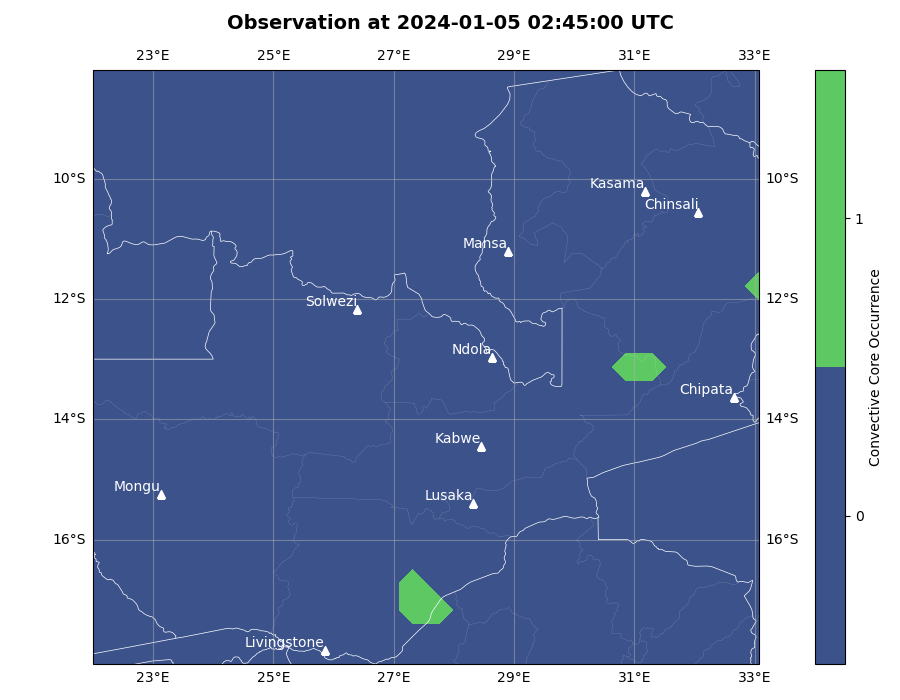 Observation at 2024-01-05 02:45:00 UTC
23°E 25°E 27°E 29°E 31°E 33°E
10°S 10°S
12°S 12°S
14°S 14°S
16°S 16°S
Kasama
Chinsali
Mansa
Solwezi
Ndola
Chipata
Kabwe
Mongu
Lusaka
Livingstone
23°E 25°E 27°E 29°E 31°E 33°E
1
0
Convective Core Occurrence